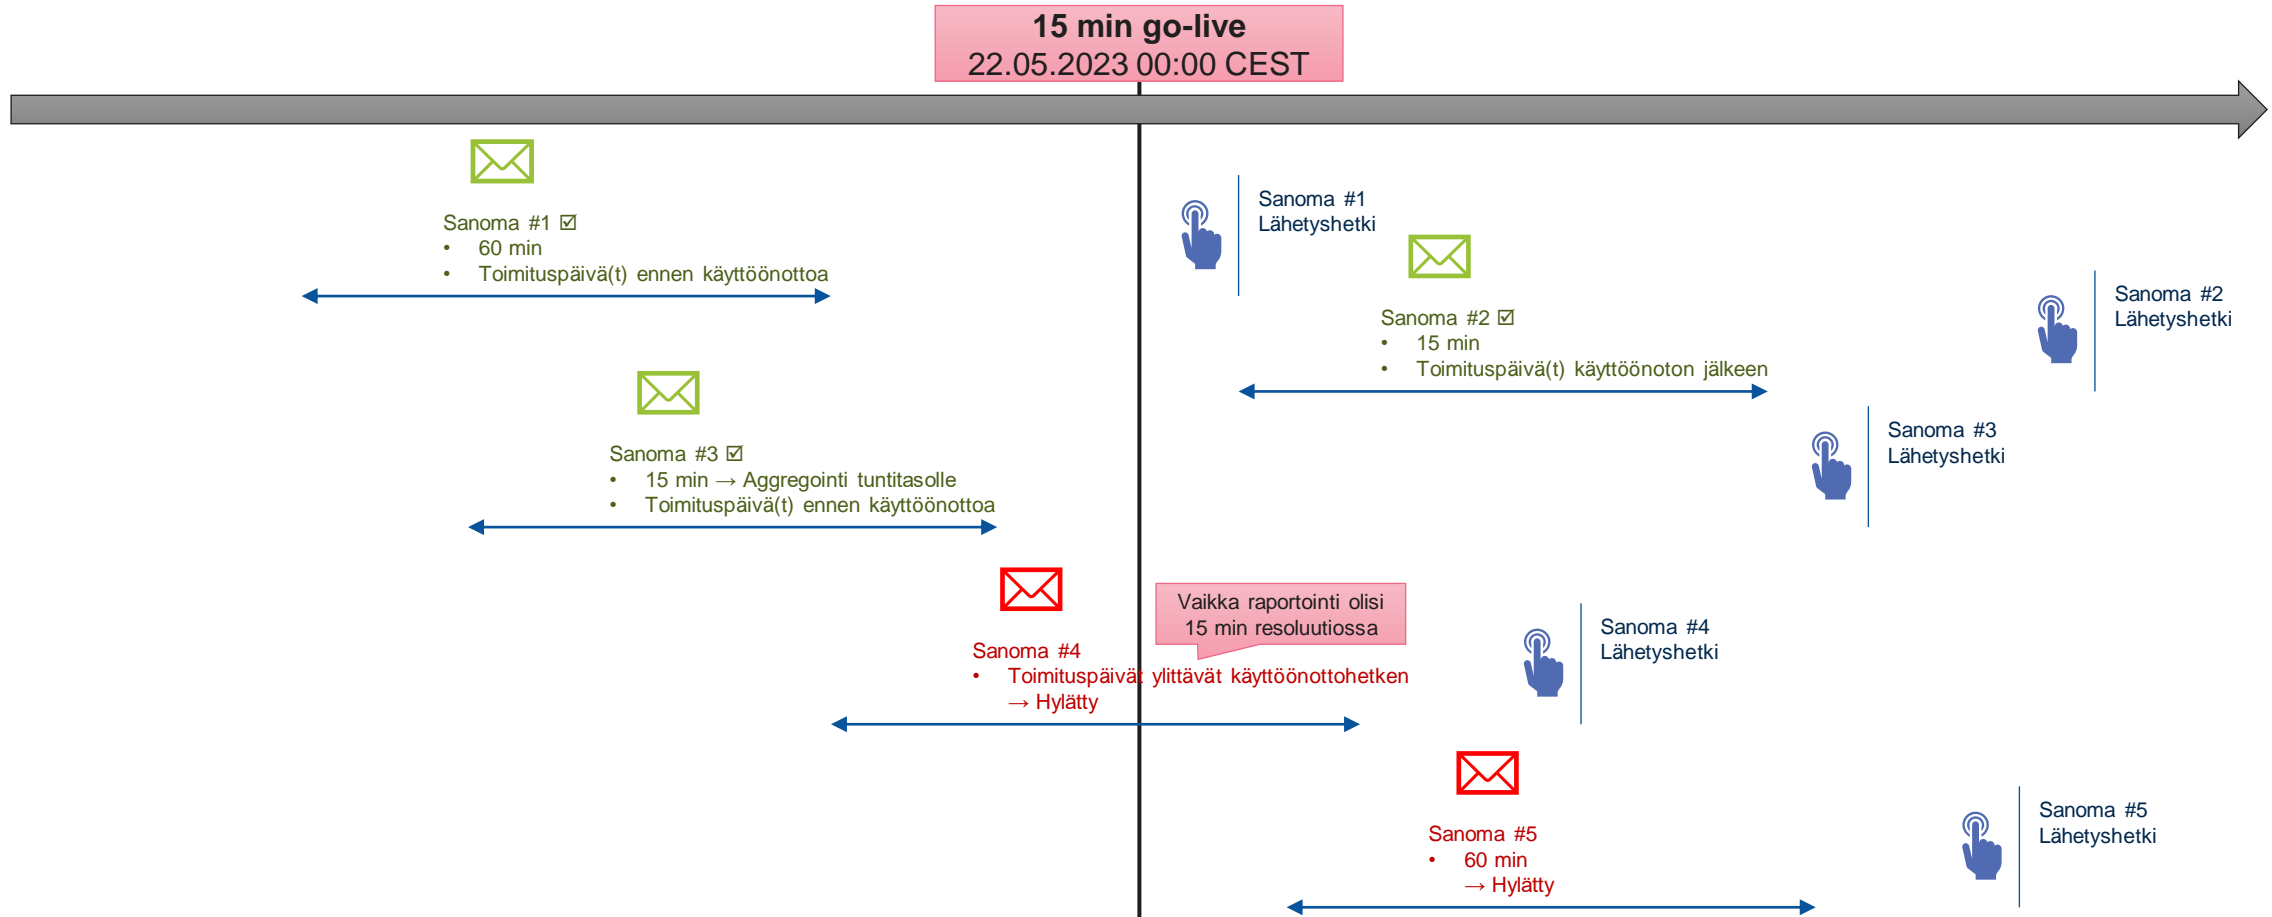 15 min go-live
22.05.2023 00:00 CEST
Sanoma #1 ☑
• 60 min
• Toimituspäivä(t) ennen käyttöönottoa
Sanoma #1
Lähetyshetki
Sanoma #2 ☑
• 15 min
• Toimituspäivä(t) käyttöönoton jälkeen
Sanoma #2
Lähetyshetki
Sanoma #3 ☑
• 15 min → Aggregointi tuntitasolle
• Toimituspäivä(t) ennen käyttöönottoa
Sanoma #3
Lähetyshetki
Vaikka raportointi olisi
15 min resoluutiossa
Sanoma #4
• Toimituspäivät ylittävät käyttöönottohetken
→ Hylätty
Sanoma #4
Lähetyshetki
Sanoma #5
• 60 min
→ Hylätty
Sanoma #5
Lähetyshetki